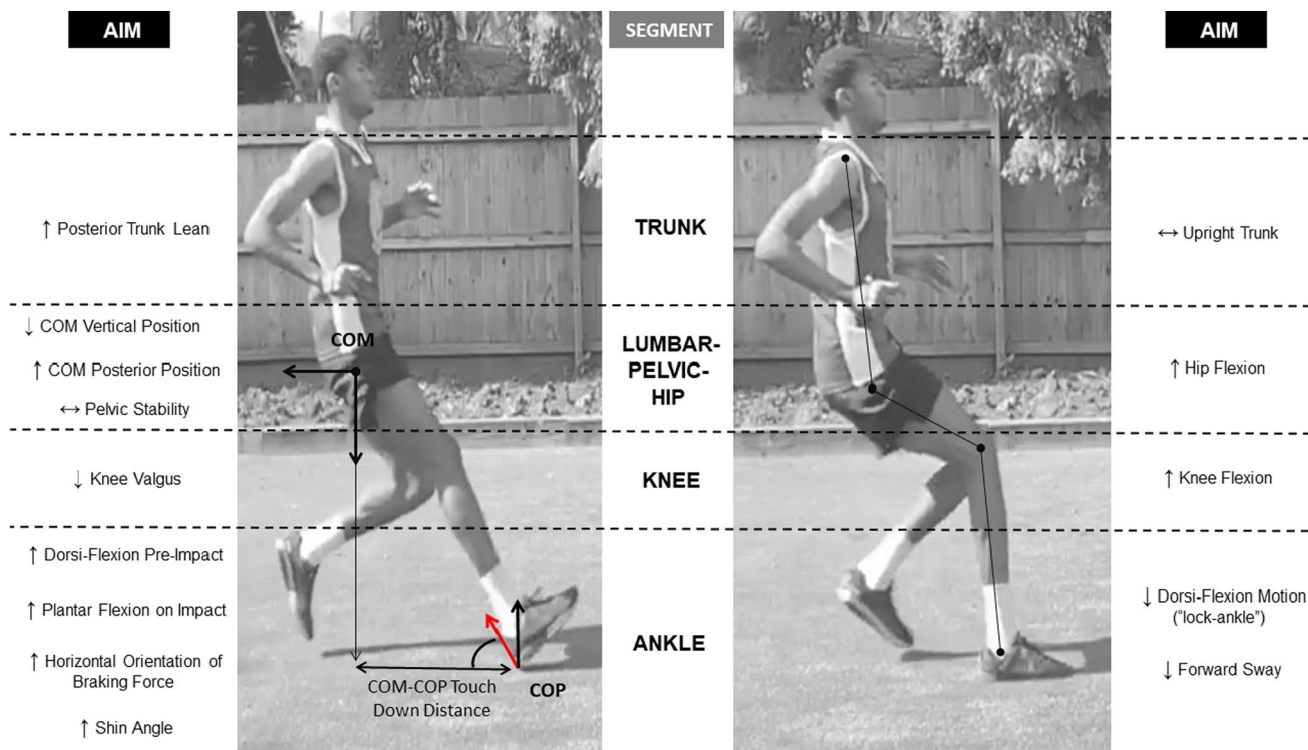 AIM
SEGMENT
AIM
↑ Posterior Trunk Lean
TRUNK
↔ Upright Trunk
↓ COM Vertical Position
↑ COM Posterior Position
↔ Pelvic Stability
COM
LUMBAR-
PELVIC-
HIP
↑ Hip Flexion
↓ Knee Valgus
KNEE
↑ Knee Flexion
↑ Dorsi-Flexion Pre-Impact
↑ Plantar Flexion on Impact
↑ Horizontal Orientation of
Braking Force
↑ Shin Angle
COM-COP Touch
Down Distance
COP
ANKLE
↓ Dorsi-Flexion Motion
("lock-ankle")
↓ Forward Sway